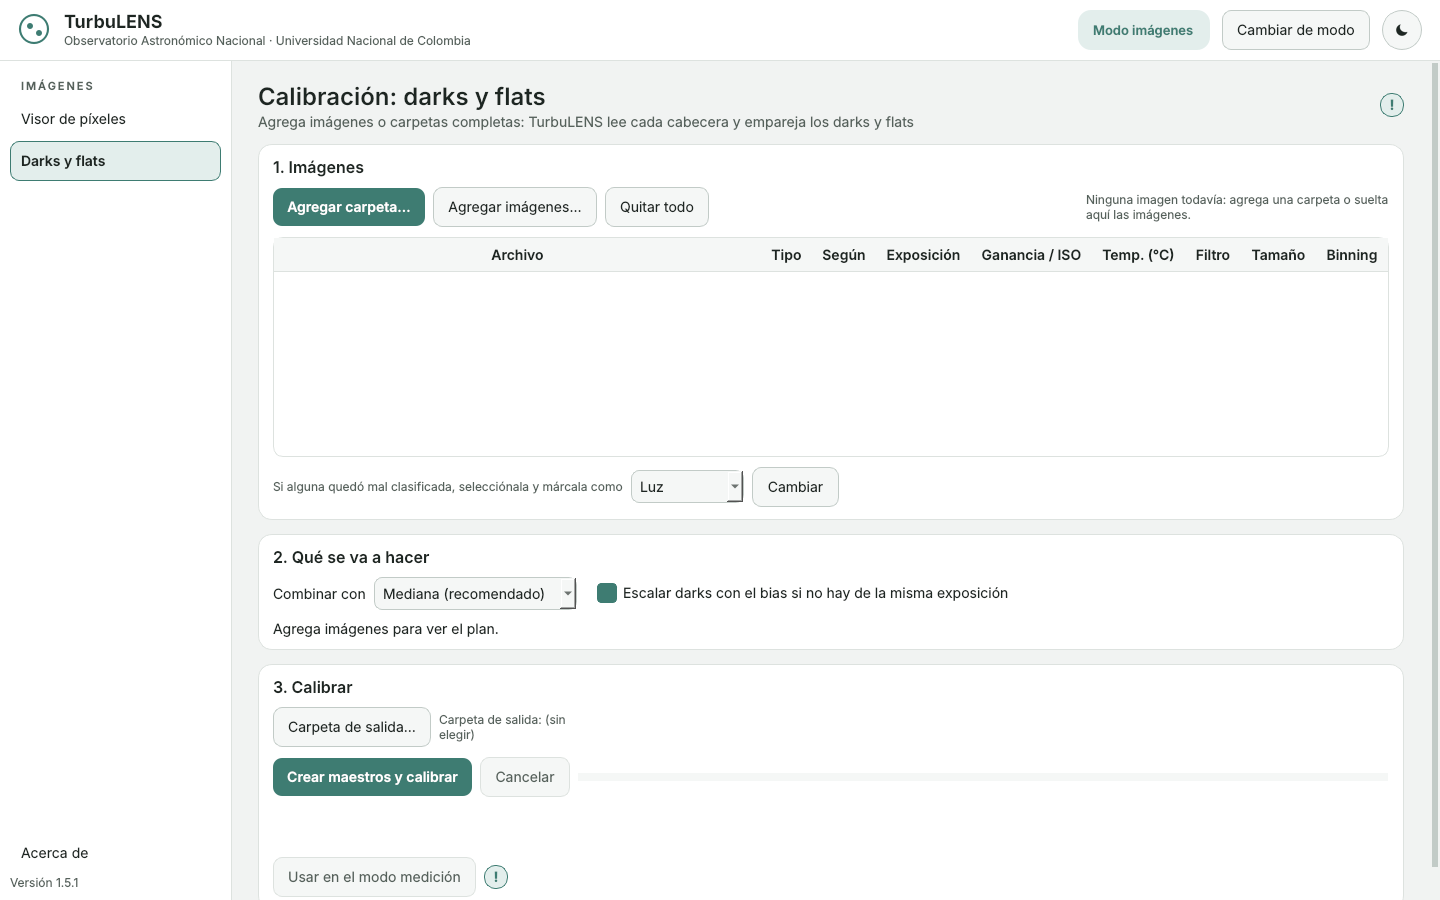 TurbuLENS
Observatorio Astronómico Nacional · Universidad Nacional de Colombia
Modo imágenes
Cambiar de modo
IMÁGENES
Visor de píxeles
Darks y flats
Calibración: darks y flats
Agrega imágenes o carpetas completas: TurbuLENS lee cada cabecera y empareja los darks y flats
!
1. Imágenes
Agregar carpeta...
Agregar imágenes...
Quitar todo
Ninguna imagen todavía: agrega una carpeta o suelta
aquí las imágenes.
Archivo Tipo Según Exposición Ganancia / ISO Temp. (°C) Filtro Tamaño Binning
Si alguna quedó mal clasificada, selecciónala y márcala como
Luz
Cambiar
2. Qué se va a hacer
Combinar con
Mediana (recomendado)
Escalar darks con el bias si no hay de la misma exposición
Agrega imágenes para ver el plan.
3. Calibrar
Carpeta de salida...
Carpeta de salida: (sin
elegir)
Crear maestros y calibrar
Cancelar
Usar en el modo medición
!
Acerca de
Versión 1.5.1